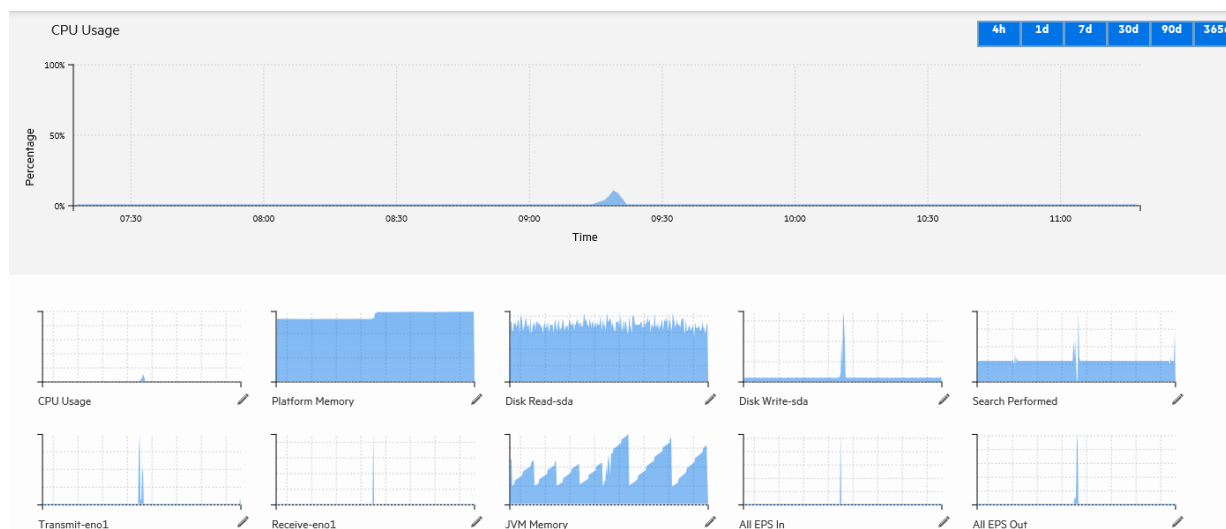 CPU Usage
4h 1d 7d 30d 90d 365d
100%
50%
0%
Percentage
07:30 08:00 08:30 09:00 09:30 10:00 10:30 11:00
Time
CPU Usage Platform Memory Disk Read-sda Disk Write-sda Search Performed
Transmit-eno1 Receive-eno1 JVM Memory All EPS In All EPS Out